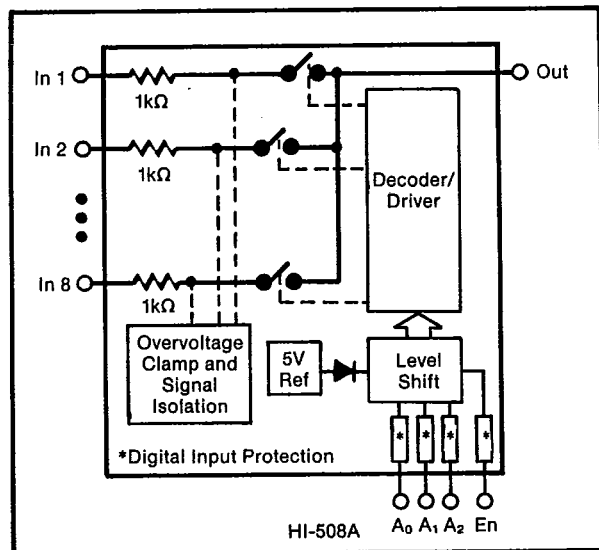 In 1
1kΩ
Out
In 2
1kΩ
Decoder/
Driver
In 8
1kΩ
Overvoltage
Clamp and
Signal
Isolation
5V
Ref
Level
Shift
*
*
*
*
*Digital Input Protection
HI-508A
A₀ A₁ A₂ En